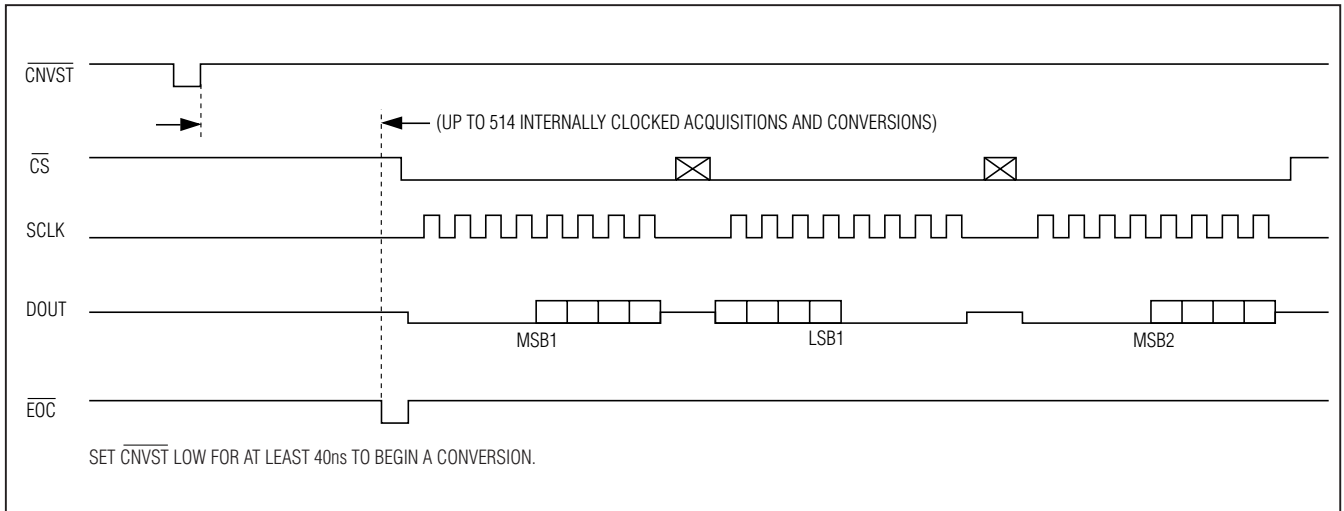 CNVST
(UP TO 514 INTERNALLY CLOCKED ACQUISITIONS AND CONVERSIONS)
CS
SCLK
DOUT
MSB1 LSB1 MSB2
EOC
SET CNVST LOW FOR AT LEAST 40ns TO BEGIN A CONVERSION.